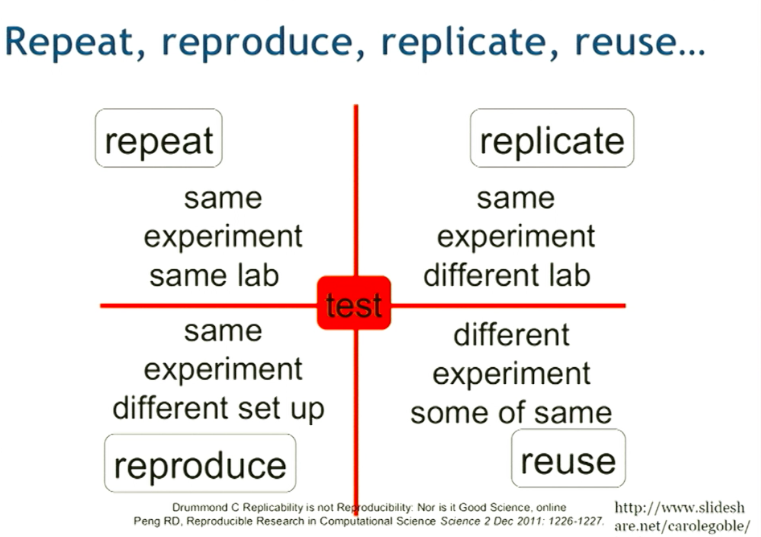 Repeat, reproduce, replicate, reuse…
repeat
same
experiment
same lab
replicate
same
experiment
different lab
test
same
experiment
different set up
reproduce
different
experiment
some of same
reuse
Drummond C Replicability is not Reproducibility: Nor is it Good Science, online
Peng RD, Reproducible Research in Computational Science Science 2 Dec 2011: 1226-1227.
http://www.slidesh
are.net/carolegoble/